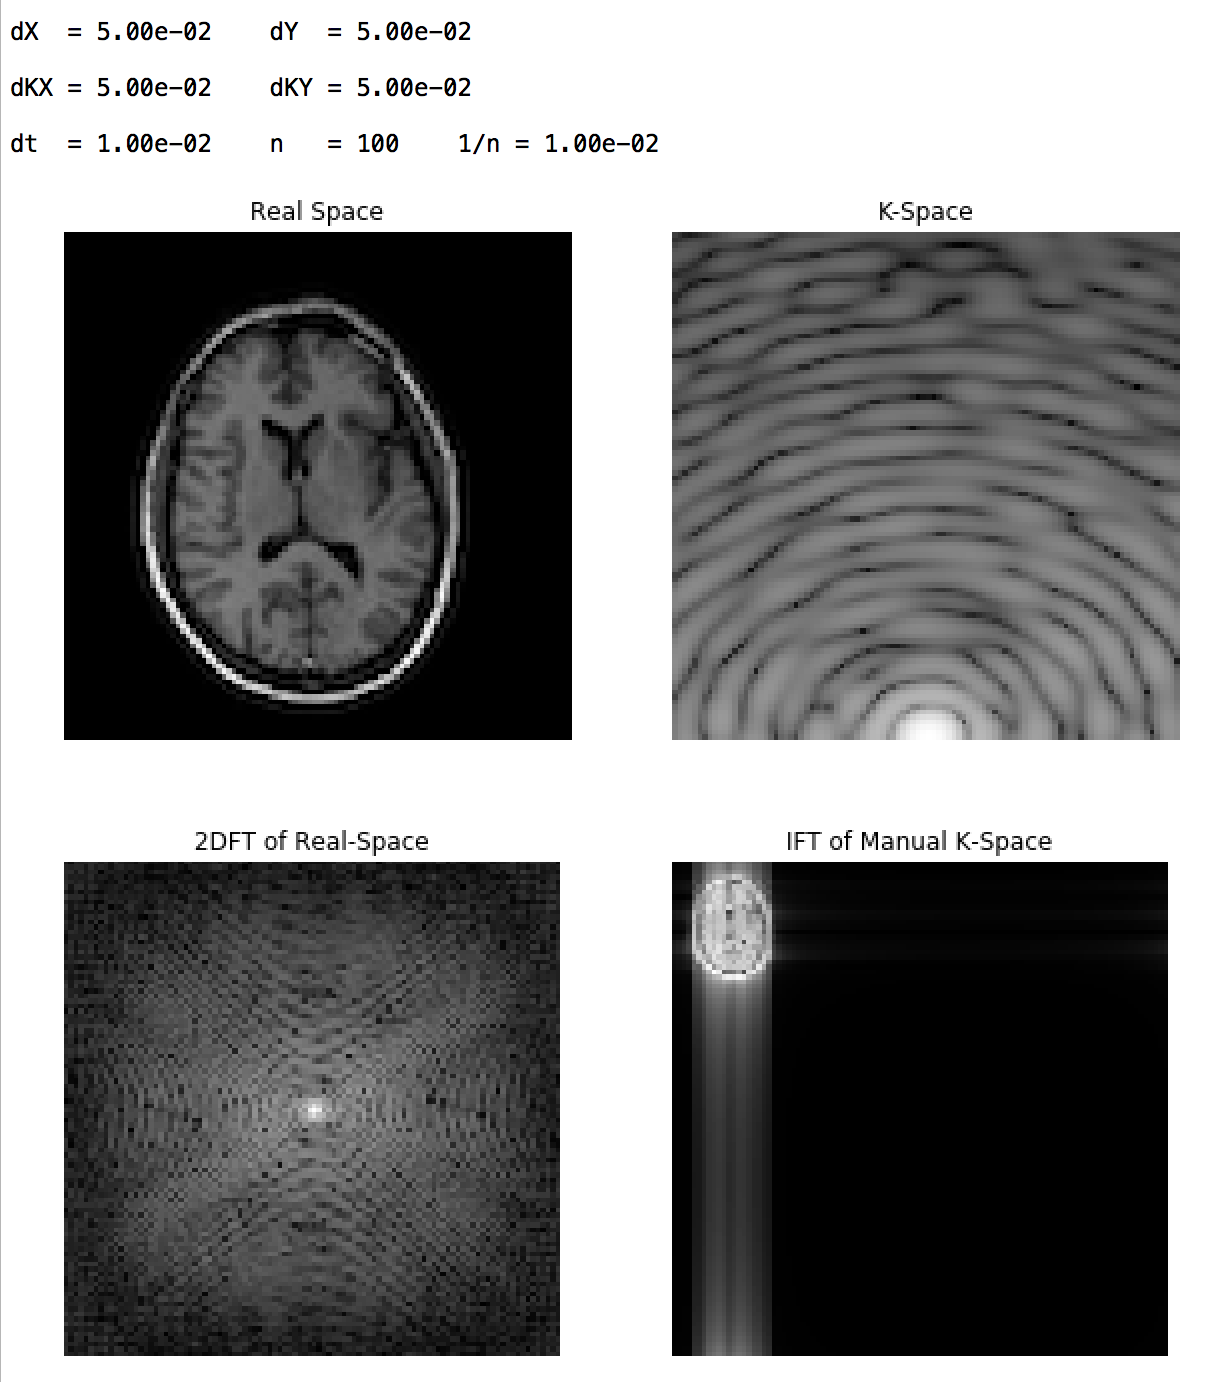 dX  = 5.00e-02    dY  = 5.00e-02
dKX = 5.00e-02    dKY = 5.00e-02
dt  = 1.00e-02    n   = 100    1/n = 1.00e-02
Real Space
K-Space
2DFT of Real-Space
IFT of Manual K-Space